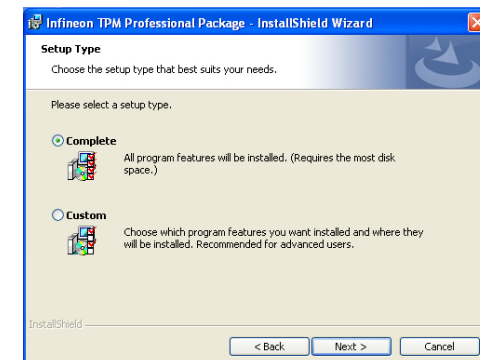 Infineon TPM Professional Package - InstallShield Wizard
Setup Type
Choose the setup type that best suits your needs.
Please select a setup type.
Complete
All program features will be installed. (Requires the most disk
space.)
Custom
Choose which program features you want installed and where they
will be installed. Recommended for advanced users.
InstallShield
< Back
Next >
Cancel